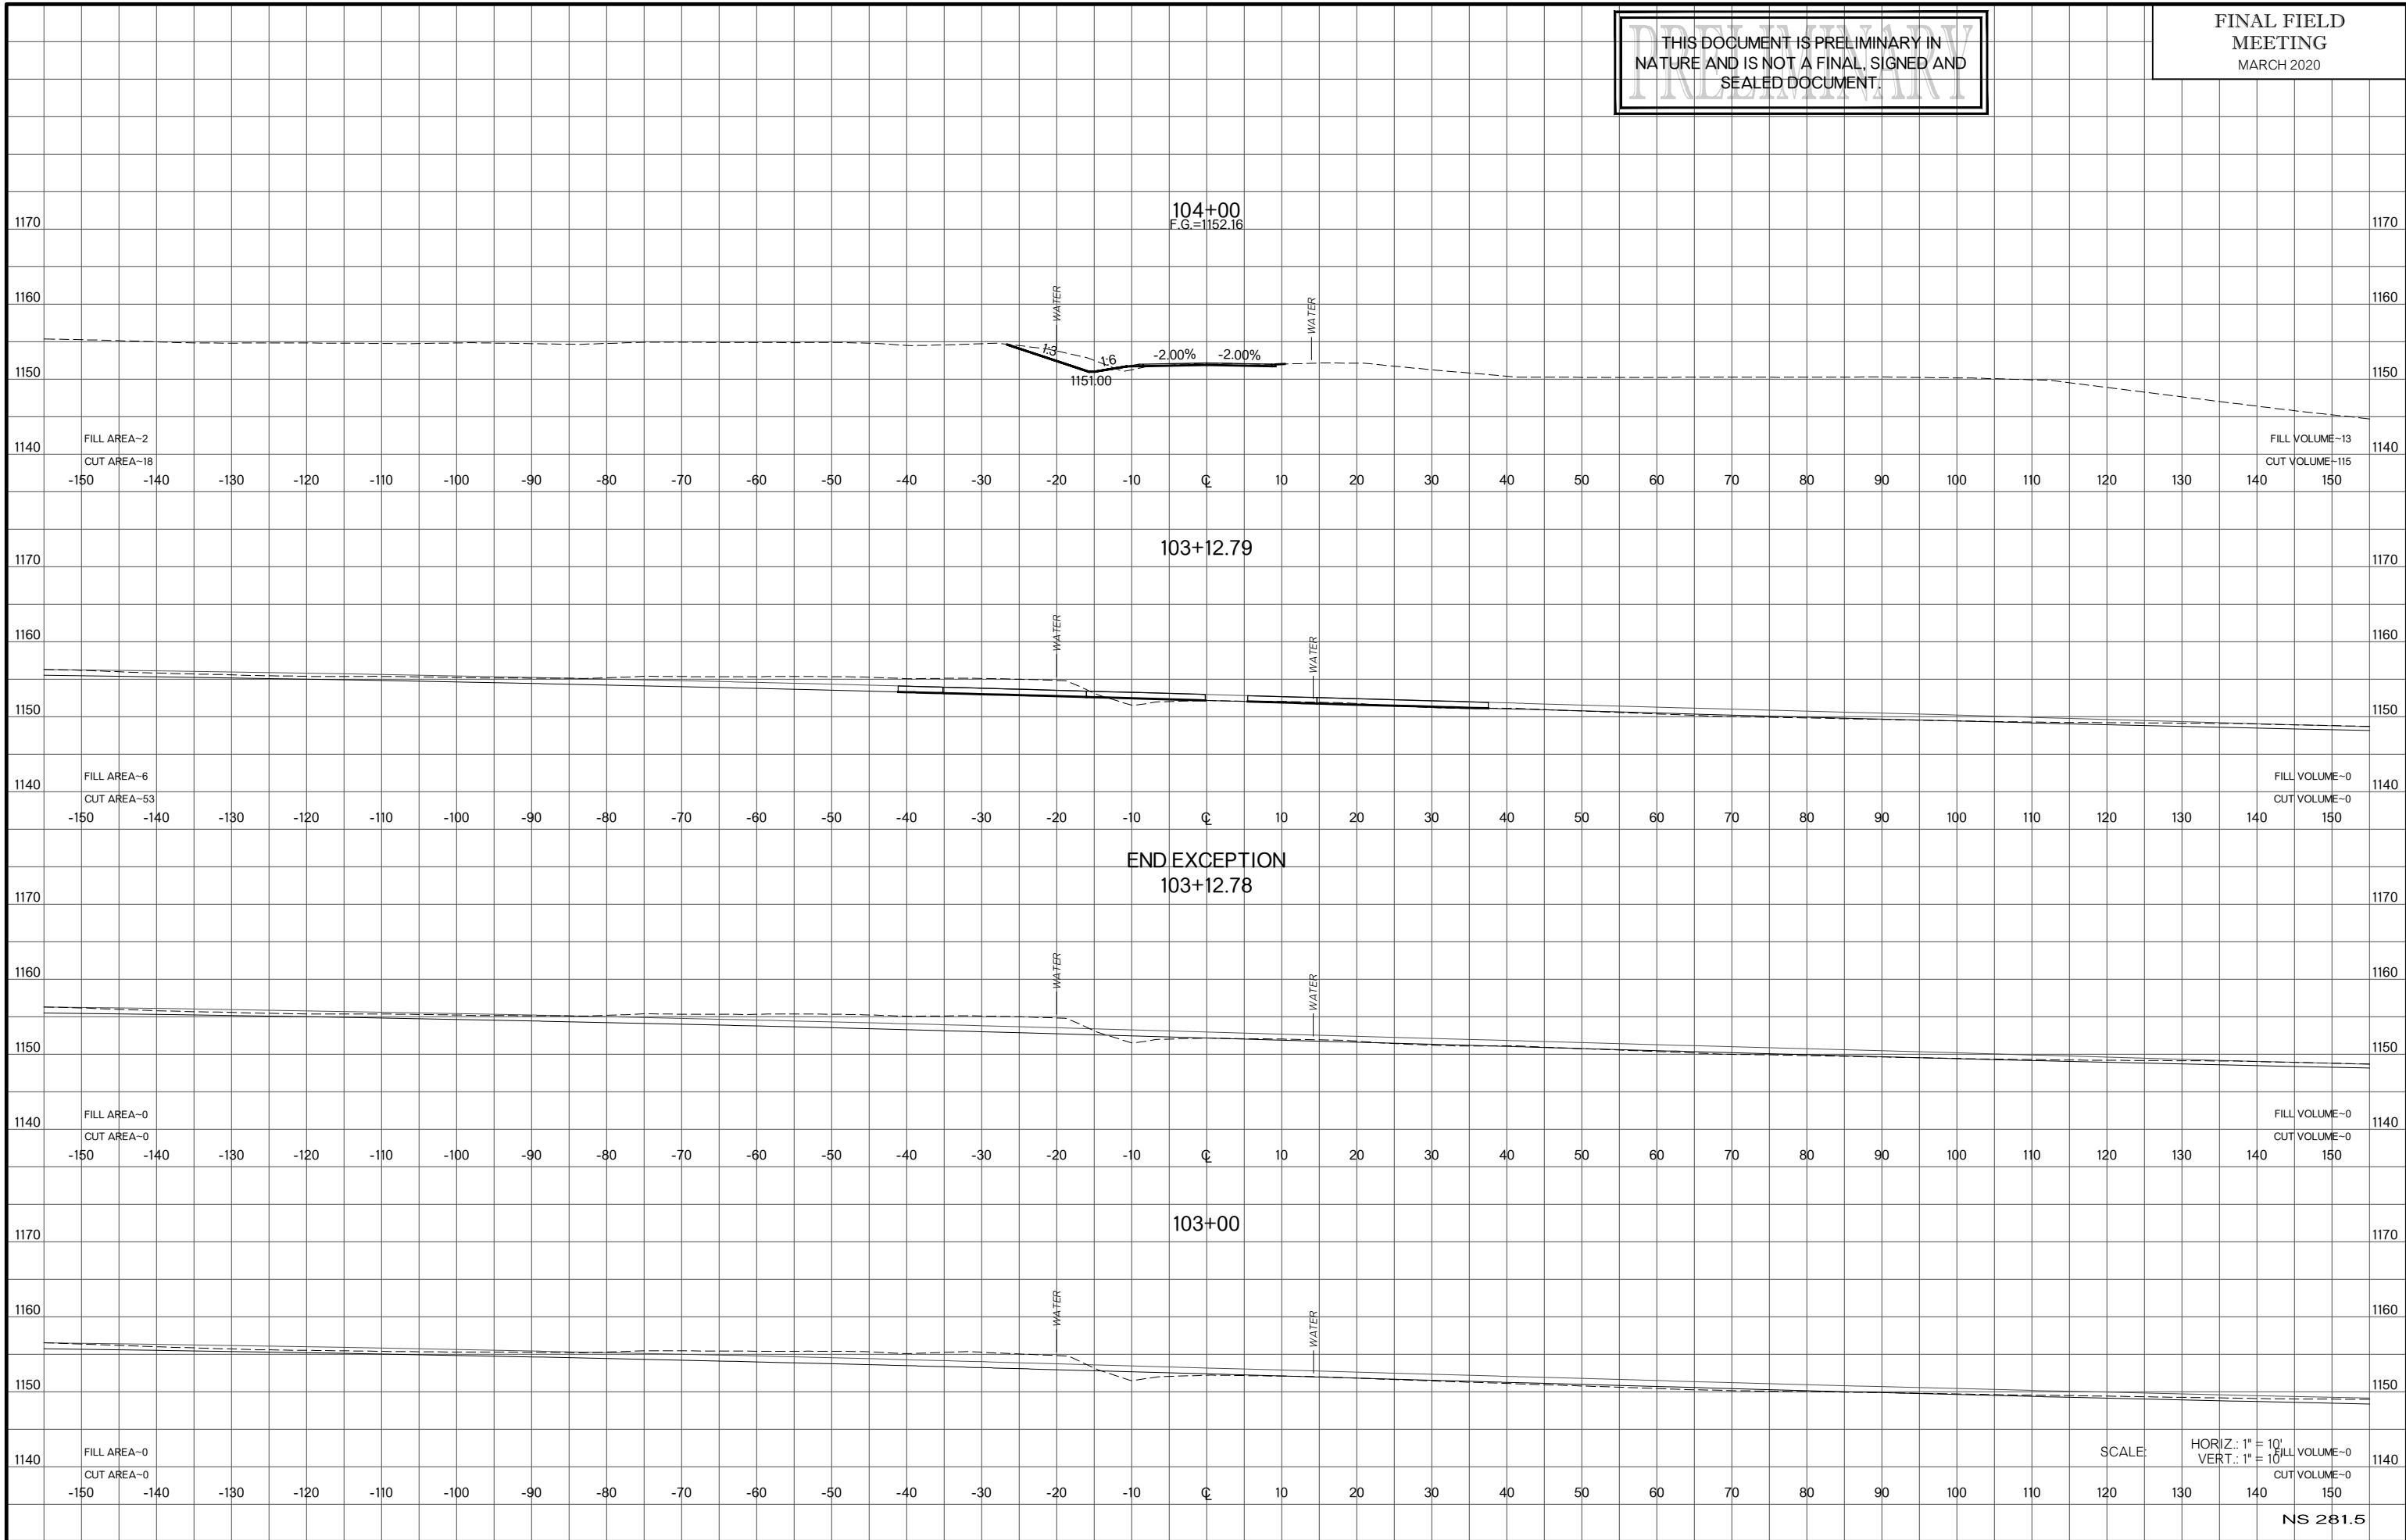 PRELIMINARY
THIS DOCUMENT IS PRELIMINARY IN
NATURE AND IS NOT A FINAL, SIGNED AND
SEALED DOCUMENT.
FINAL FIELD
MEETING
MARCH 2020
104+00
F.G.=1152.16
1170 1170
1160 1160
WATER WATER
1:3 1:6 -2.00% -2.00%
1150 1150
1151.00
FILL AREA~2 FILL VOLUME~13
1140 1140
CUT AREA~18 CUT VOLUME~115
-150 -140 -130 -120 -110 -100 -90 -80 -70 -60 -50 -40 -30 -20 -10 ℄ 10 20 30 40 50 60 70 80 90 100 110 120 130 140 150
103+12.79
1170 1170
1160 1160
WATER WATER
1150 1150
FILL AREA~6 FILL VOLUME~0
1140 1140
CUT AREA~53 CUT VOLUME~0
-150 -140 -130 -120 -110 -100 -90 -80 -70 -60 -50 -40 -30 -20 -10 ℄ 10 20 30 40 50 60 70 80 90 100 110 120 130 140 150
END EXCEPTION
103+12.78
1170 1170
1160 1160
WATER WATER
1150 1150
FILL AREA~0 FILL VOLUME~0
1140 1140
CUT AREA~0 CUT VOLUME~0
-150 -140 -130 -120 -110 -100 -90 -80 -70 -60 -50 -40 -30 -20 -10 ℄ 10 20 30 40 50 60 70 80 90 100 110 120 130 140 150
103+00
1170 1170
1160 1160
WATER WATER
1150 1150
SCALE: HORIZ.: 1" = 10'
VERT.: 1" = 10'
FILL AREA~0 FILL VOLUME~0
1140 1140
CUT AREA~0 CUT VOLUME~0
-150 -140 -130 -120 -110 -100 -90 -80 -70 -60 -50 -40 -30 -20 -10 ℄ 10 20 30 40 50 60 70 80 90 100 110 120 130 140 150
NS 281.5